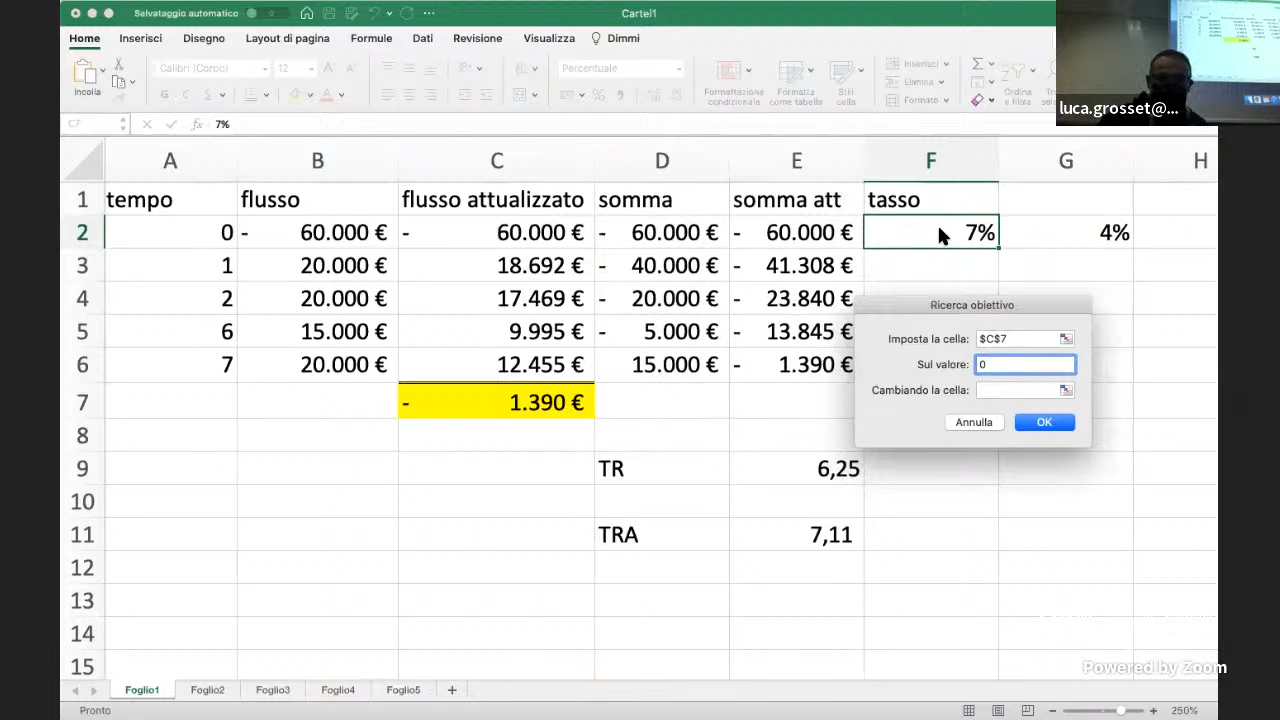 Salvataggio automatico
Cartel1
Home Inserisci Disegno Layout di pagina Formule Dati Revisione Visualizza Dimmi
Incolla
Calibri (Corpo) 12
G C S
Percentuale
Formattazione condizionale
Formatta come tabella
Stili cella
Inserisci
Elimina
Formato
Ordina e filtra
luca.grosset@_...
C7 fx 7%
A B C D E F G H
1 tempo flusso flusso attualizzato somma somma att tasso
2 0 - 60.000 € - 60.000 € - 60.000 € - 60.000 € 7% 4%
3 1 20.000 € 18.692 € - 40.000 € - 41.308 €
4 2 20.000 € 17.469 € - 20.000 € - 23.840 €
5 6 15.000 € 9.995 € - 5.000 € - 13.845 €
6 7 20.000 € 12.455 € 15.000 € - 1.390 €
7 - 1.390 €
8
9 TR 6,25
10
11 TRA 7,11
12
13
14
15
Ricerca obiettivo
Imposta la cella: $C$7
Sul valore: 0
Cambiando la cella:
Annulla OK
Powered by Zoom
Foglio1 Foglio2 Foglio3 Foglio4 Foglio5 +
Pronto 250%